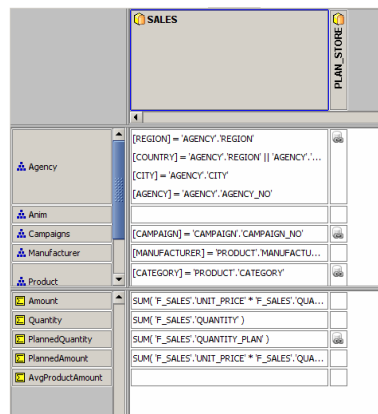 SALES
PLAN_STORE
Agency
[REGION] = 'AGENCY'.'REGION'
[COUNTRY] = 'AGENCY'.'REGION' || 'AGENCY'.'...
[CITY] = 'AGENCY'.'CITY'
[AGENCY] = 'AGENCY'.'AGENCY_NO'
Anim
Campaigns
[CAMPAIGN] = 'CAMPAIGN'.'CAMPAIGN_NO'
Manufacturer
[MANUFACTURER] = 'PRODUCT'.'MANUFACTU...
Product
[CATEGORY] = 'PRODUCT'.'CATEGORY'
Amount
SUM( 'F_SALES'.'UNIT_PRICE' * 'F_SALES'.'QUA...
Quantity
SUM( 'F_SALES'.'QUANTITY' )
PlannedQuantity
SUM( 'F_SALES'.'QUANTITY_PLAN' )
PlannedAmount
SUM( 'F_SALES'.'UNIT_PRICE' * 'F_SALES'.'QUA...
AvgProductAmount